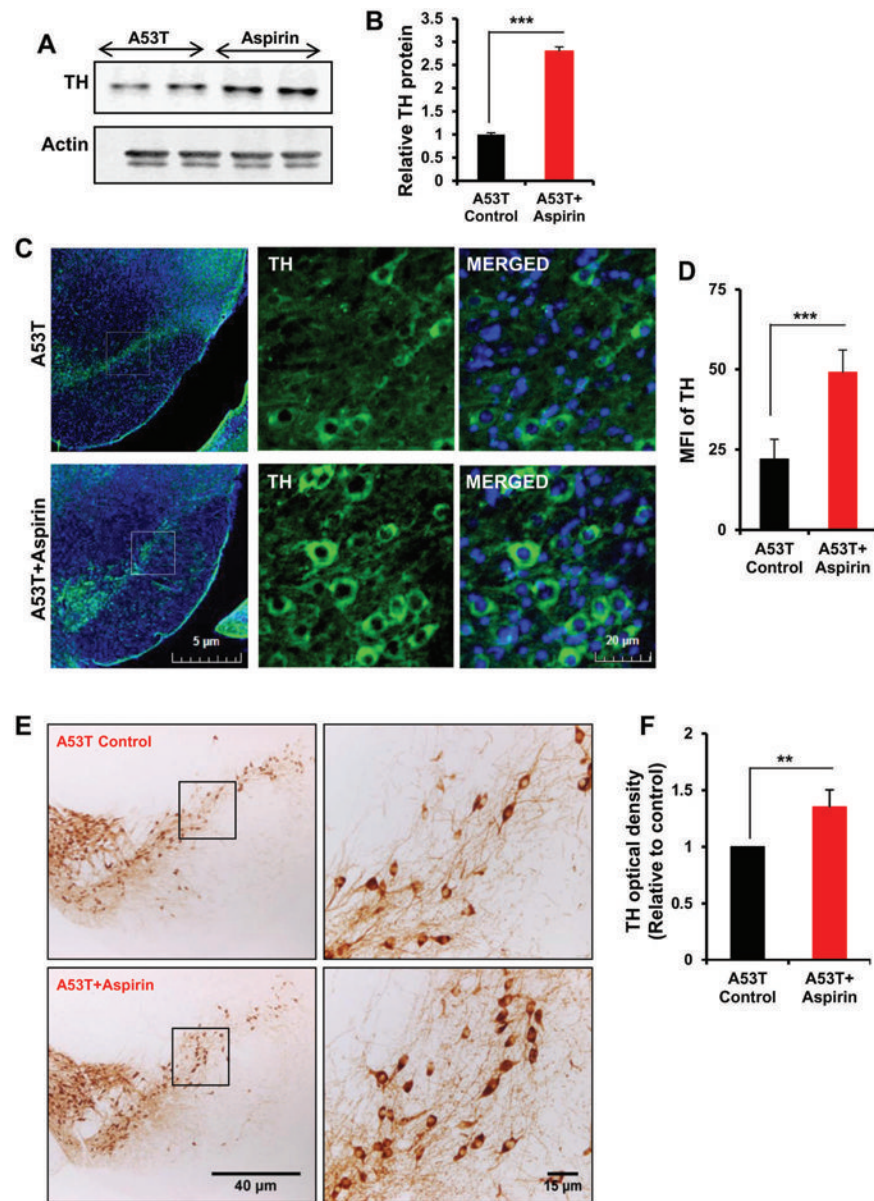 A
A53T
Aspirin
TH
Actin
B
Relative TH protein
3.5
3
2.5
2
1.5
1
0.5
0
***
A53T
Control
A53T+
Aspirin
C
A53T
TH
MERGED
A53T+Aspirin
5 µm
TH
MERGED
20 µm
D
MFI of TH
75
50
25
0
***
A53T
Control
A53T+
Aspirin
E
A53T Control
A53T+Aspirin
40 µm
15 µm
F
TH optical density
(Relative to control)
2
1.5
1
0.5
0
**
A53T
Control
A53T+
Aspirin